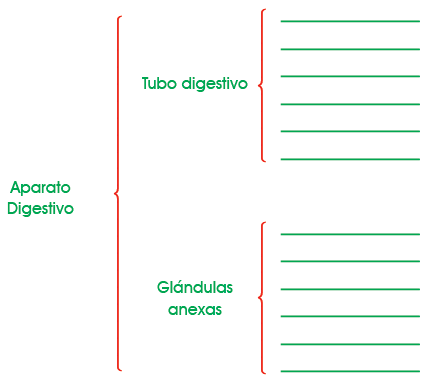 Tubo digestivo
Aparato
Digestivo
Glándulas
anexas